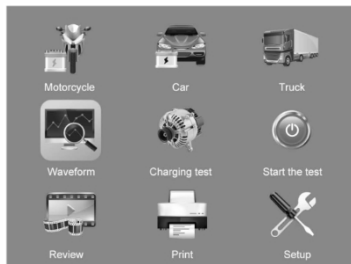 Motorcycle
Car
Truck
Waveform
Charging test
Start the test
Review
Print
Setup